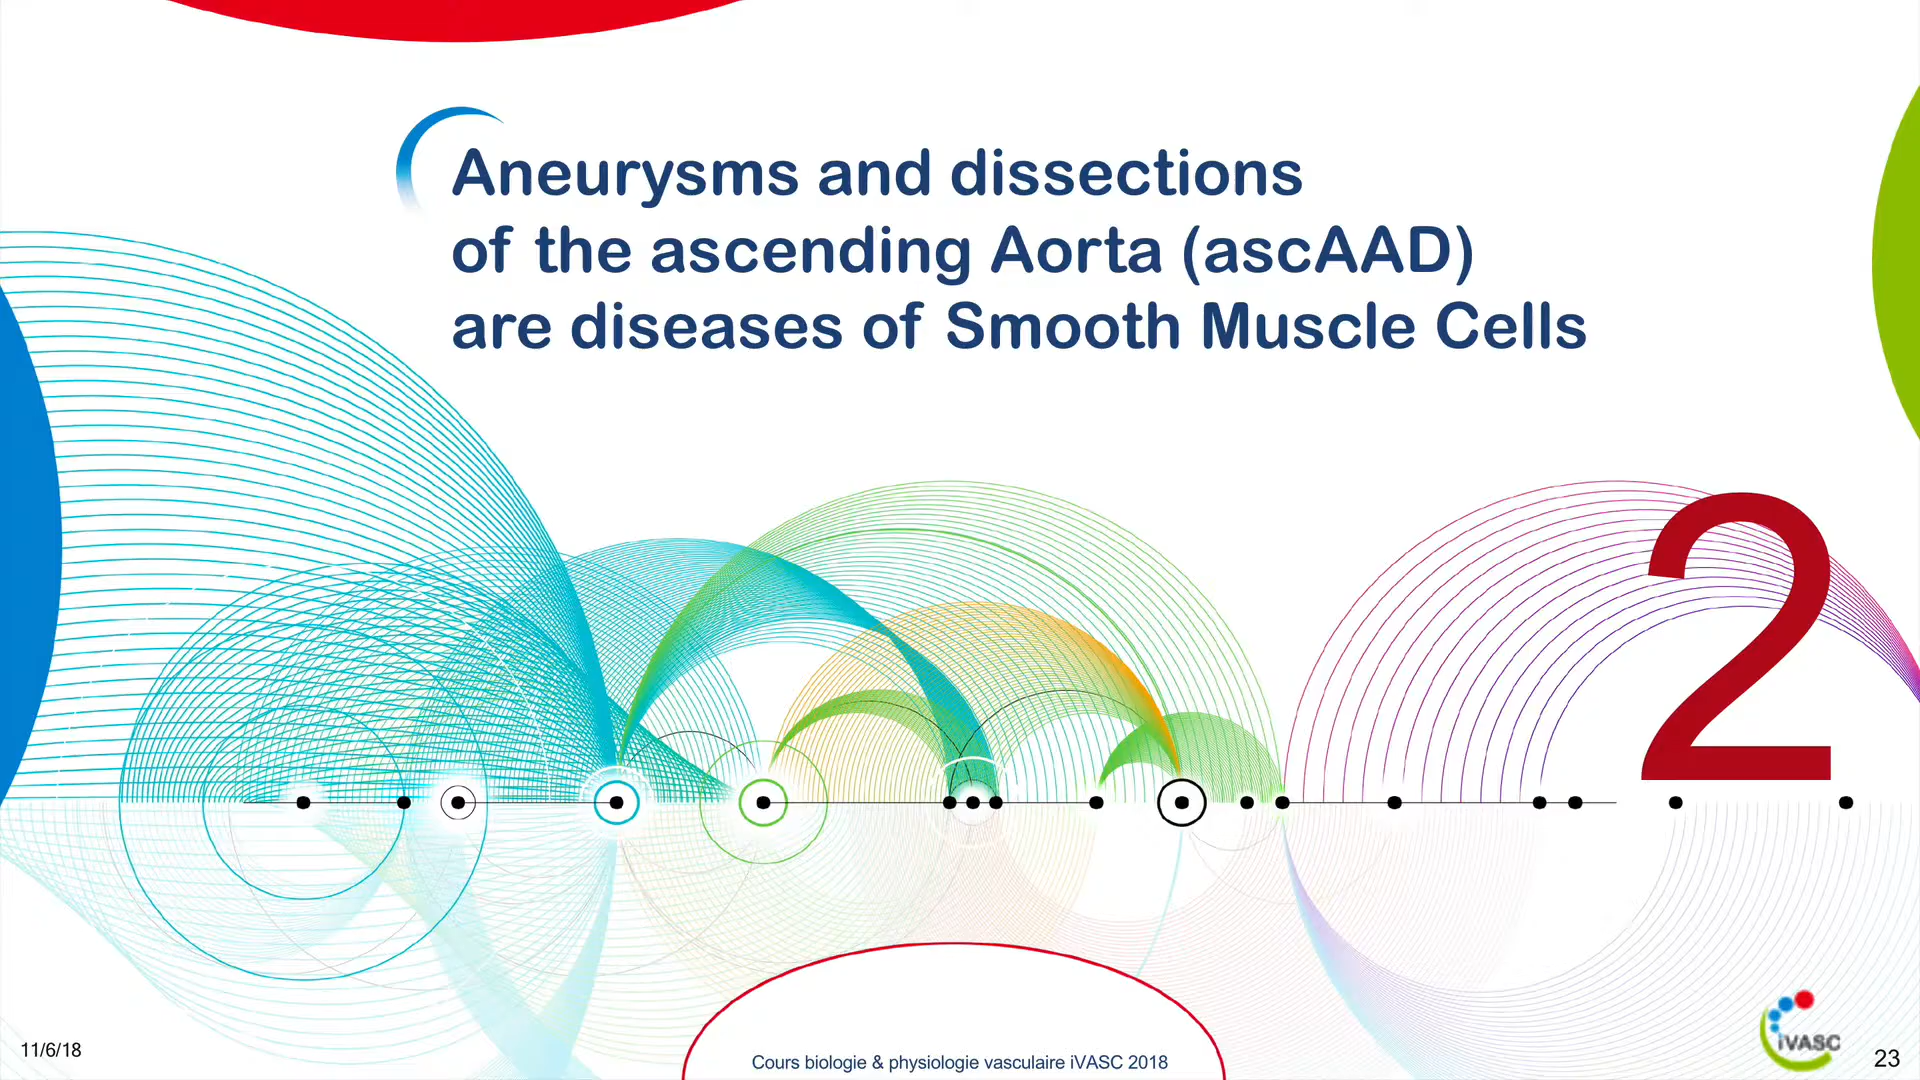 Aneurysms and dissections
of the ascending Aorta (ascAAD)
are diseases of Smooth Muscle Cells
2
11/6/18
Cours biologie & physiologie vasculaire iVASC 2018
iVASC
23